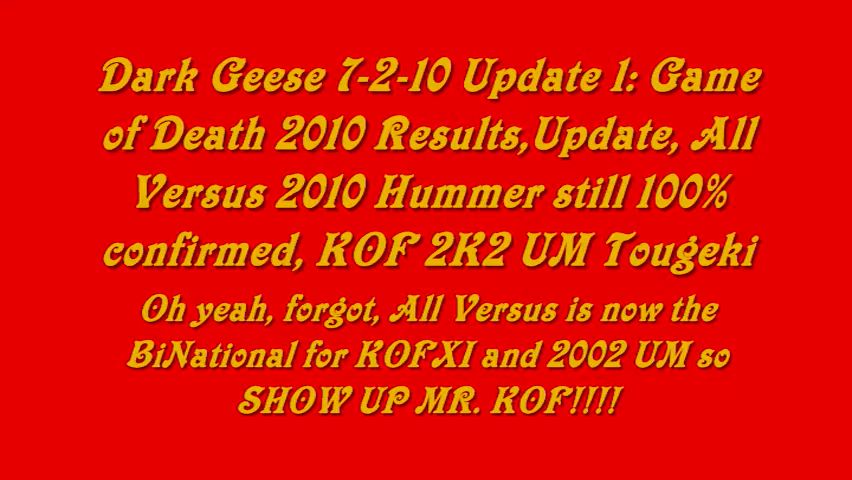 Dark Geese 7-2-10 Update 1: Game
of Death 2010 Results,Update, All
Versus 2010 Hummer still 100%
confirmed, KOF 2K2 UM Tougeki
Oh yeah, forgot, All Versus is now the
BiNational for KOFXI and 2002 UM so
SHOW UP MR. KOF!!!!